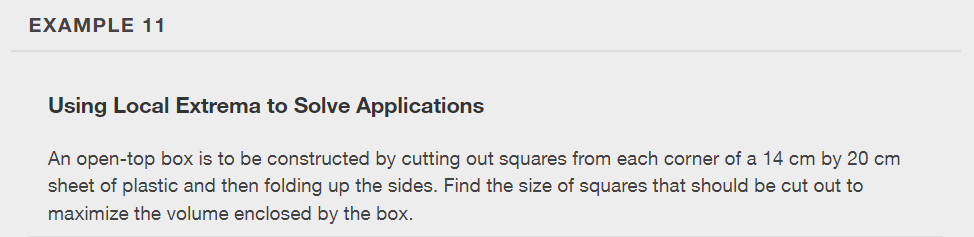 EXAMPLE 11
Using Local Extrema to Solve Applications
An open-top box is to be constructed by cutting out squares from each corner of a 14 cm by 20 cm
sheet of plastic and then folding up the sides. Find the size of squares that should be cut out to
maximize the volume enclosed by the box.